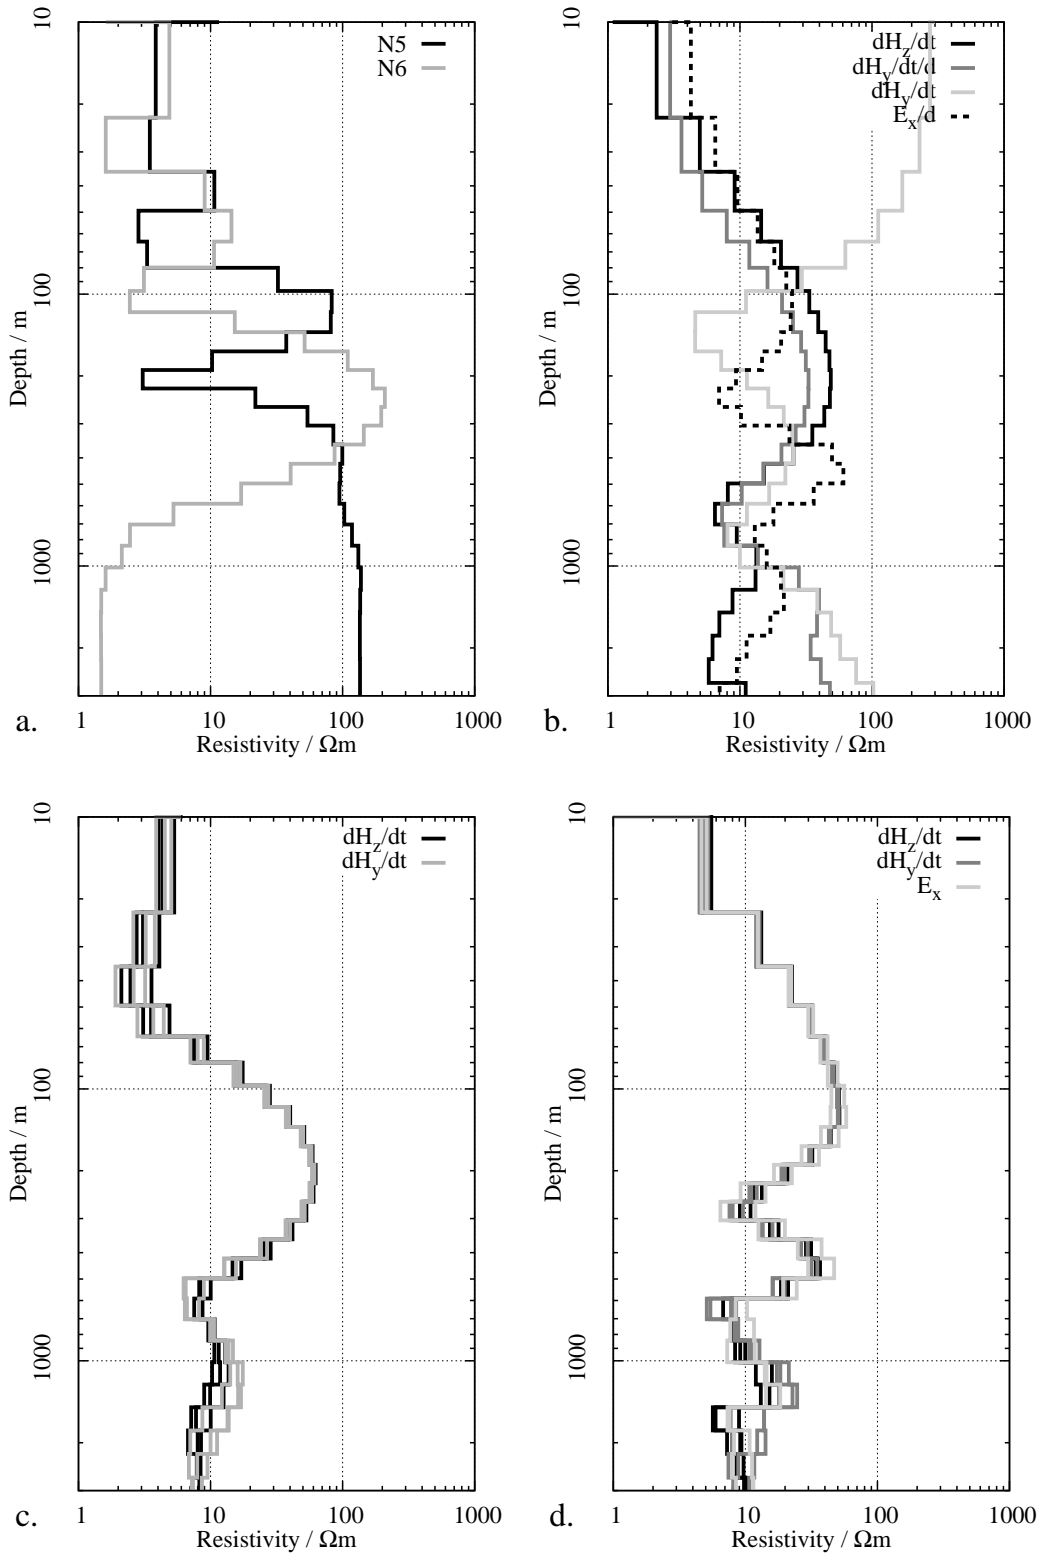 10
100
1000
Depth / m
N5
N6
1 10 100 1000
Resistivity / Ωm
a.
10
100
1000
Depth / m
dHz/dt
dHy/dt/d
dHy/dt
Ex/d
1 10 100 1000
Resistivity / Ωm
b.
10
100
1000
Depth / m
dHz/dt
dHy/dt
1 10 100 1000
Resistivity / Ωm
c.
10
100
1000
Depth / m
dHz/dt
dHy/dt
Ex
1 10 100 1000
Resistivity / Ωm
d.